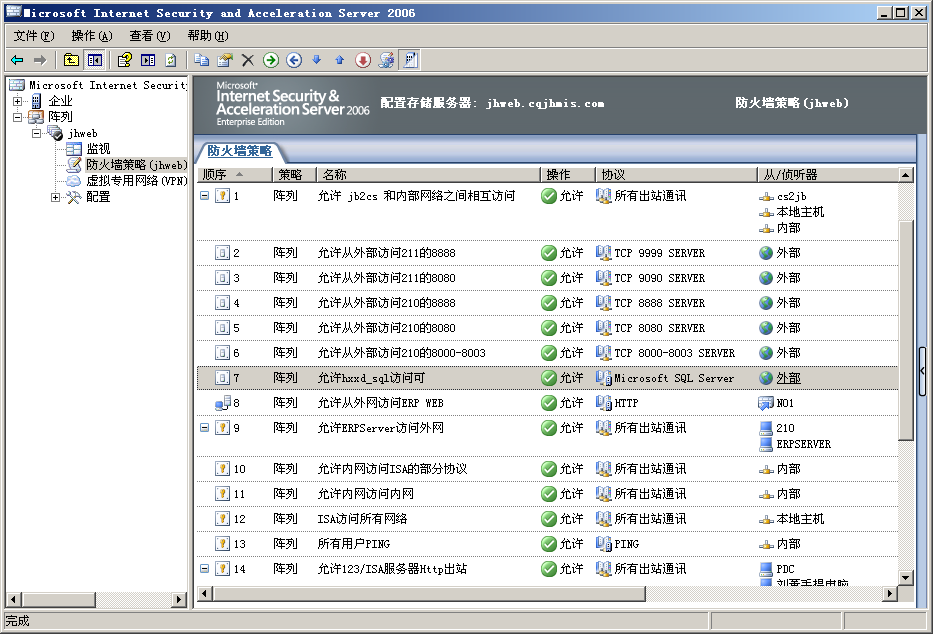 Microsoft Internet Security and Acceleration Server 2006
文件(F) 操作(A) 查看(V) 帮助(H)
Microsoft Internet Security
企业
阵列
jhweb
监视
防火墙策略(jhweb)
虚拟专用网络(VPN)
配置
Microsoft®
Internet Security &
Acceleration Server 2006
Enterprise Edition
配置存储服务器: jhweb.cqjhmis.com
防火墙策略(jhweb)
防火墙策略
顺序 策略 名称 操作 协议 从/侦听器
1 阵列 允许 jb2cs 和内部网络之间相互访问 允许 所有出站通讯 cs2jb
本地主机
内部
2 阵列 允许从外部访问211的8888 允许 TCP 9999 SERVER 外部
3 阵列 允许从外部访问211的8080 允许 TCP 9090 SERVER 外部
4 阵列 允许从外部访问210的8888 允许 TCP 8888 SERVER 外部
5 阵列 允许从外部访问210的8080 允许 TCP 8080 SERVER 外部
6 阵列 允许从外部访问210的8000-8003 允许 TCP 8000-8003 SERVER 外部
7 阵列 允许hxxd_sql访问可 允许 Microsoft SQL Server 外部
8 阵列 允许从外网访问ERP WEB 允许 HTTP NO1
9 阵列 允许ERPServer访问外网 允许 所有出站通讯 210
ERPSERVER
10 阵列 允许内网访问ISA的部分协议 允许 所有出站通讯 内部
11 阵列 允许内网访问内网 允许 所有出站通讯 内部
12 阵列 ISA访问所有网络 允许 所有出站通讯 本地主机
13 阵列 所有用户PING 允许 PING 内部
14 阵列 允许123/ISA服务器Http出站 允许 所有出站通讯 PDC
完成